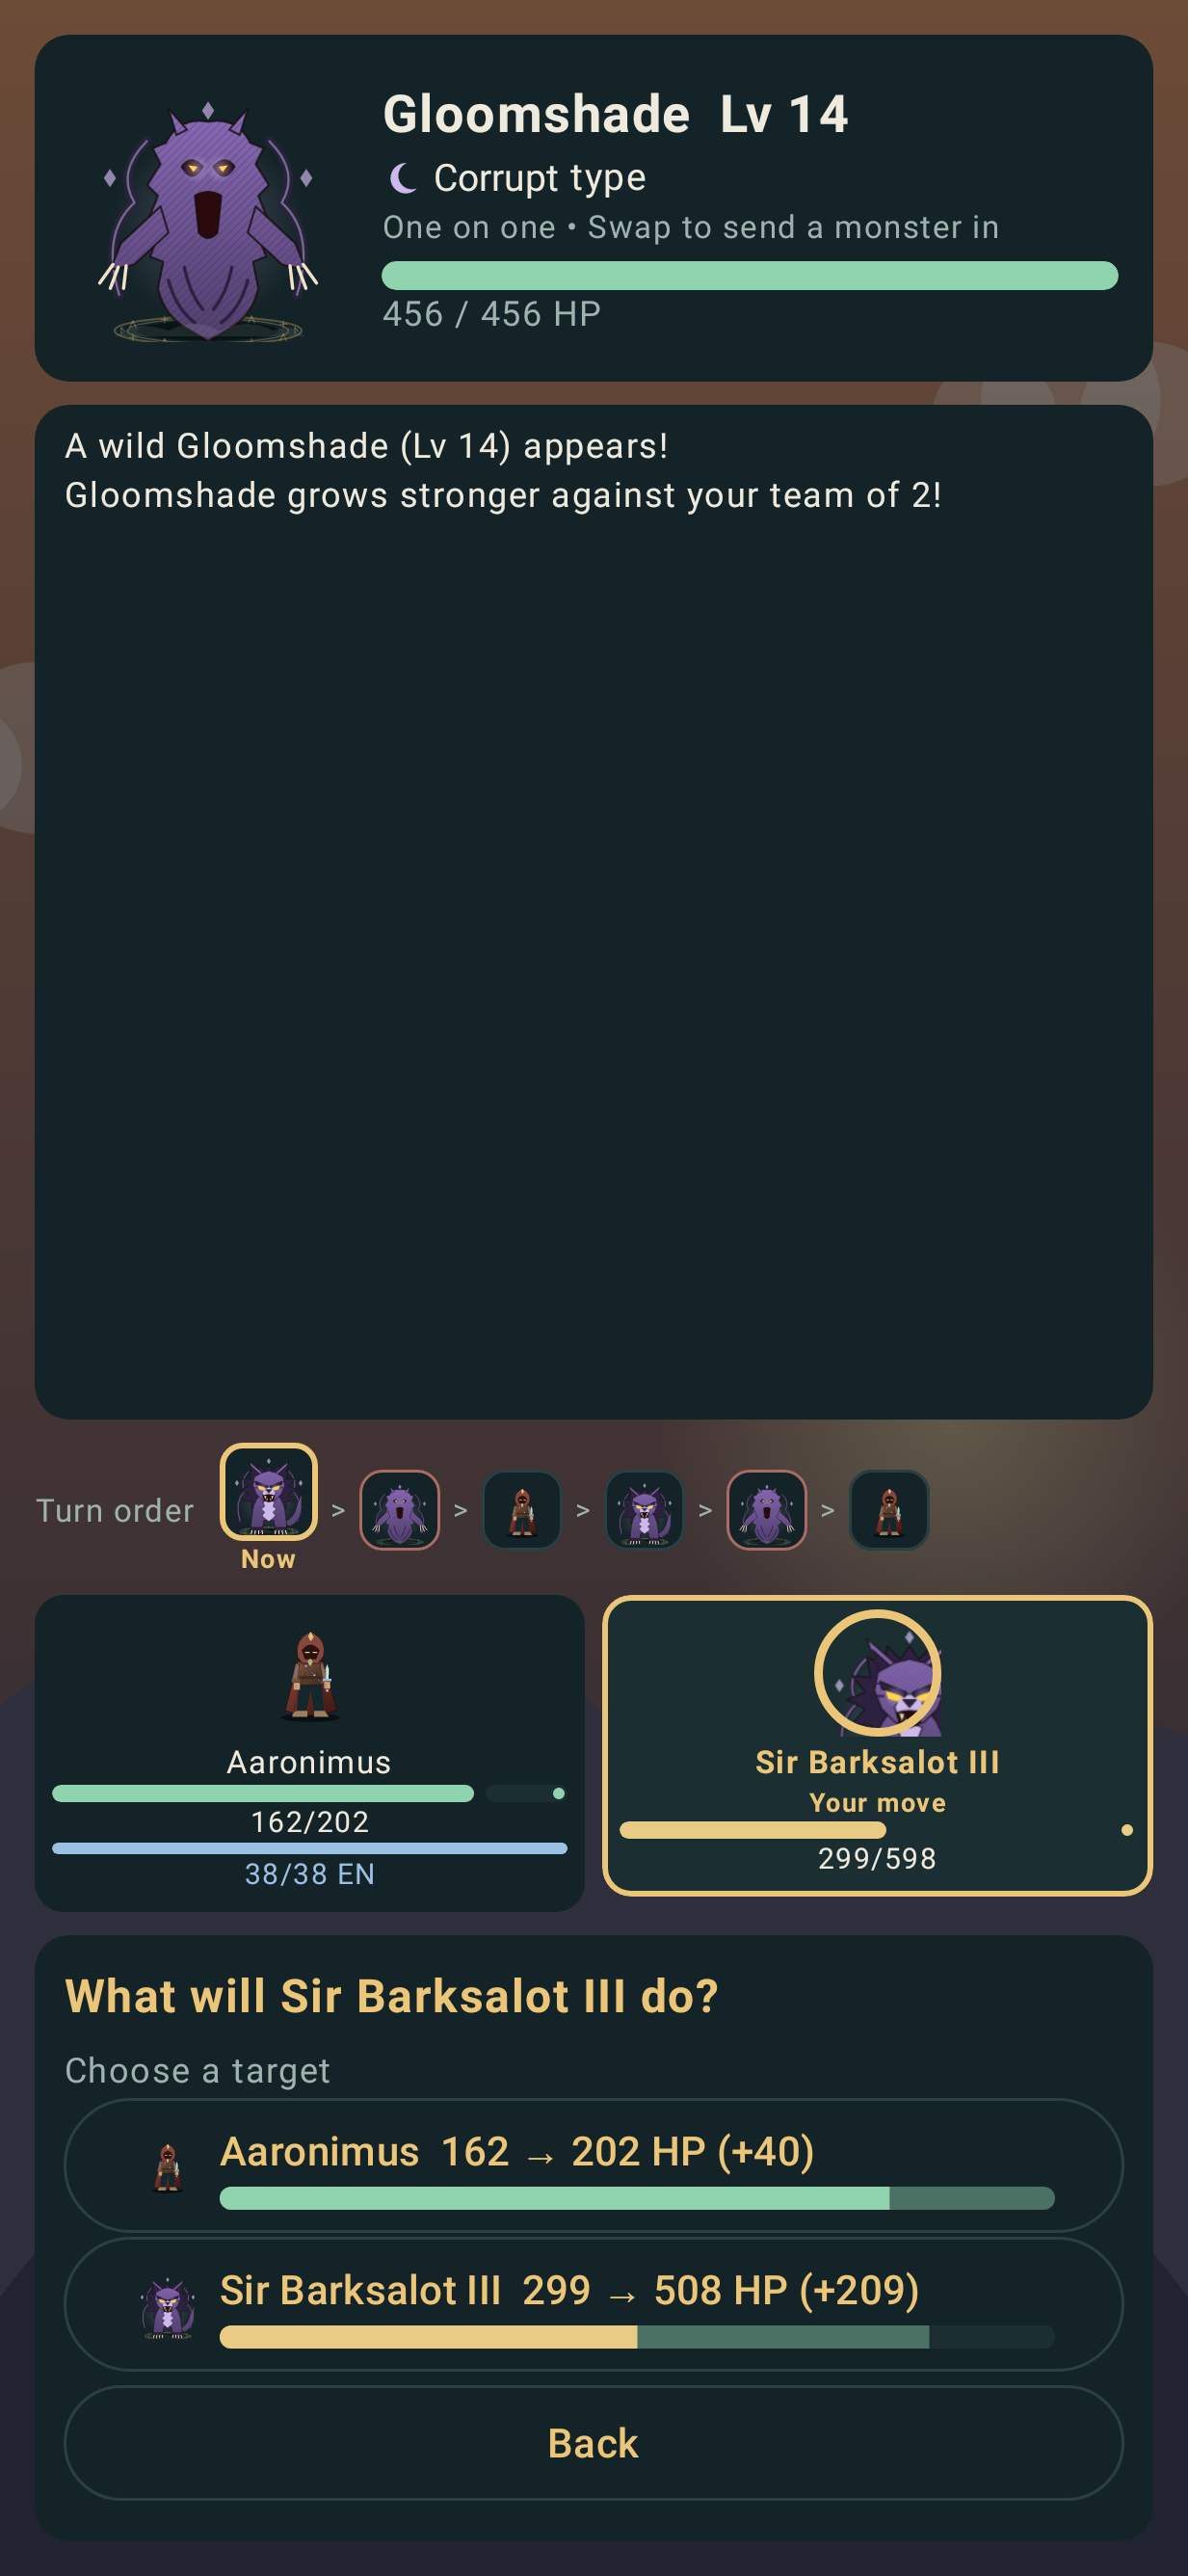 Gloomshade Lv 14
Corrupt type
One on one • Swap to send a monster in
456 / 456 HP
A wild Gloomshade (Lv 14) appears!
Gloomshade grows stronger against your team of 2!
Turn order
>
>
>
>
>
Now
Aaronimus
162/202
38/38 EN
Sir Barksalot III
Your move
299/598
What will Sir Barksalot III do?
Choose a target
Aaronimus 162 → 202 HP (+40)
Sir Barksalot III 299 → 508 HP (+209)
Back